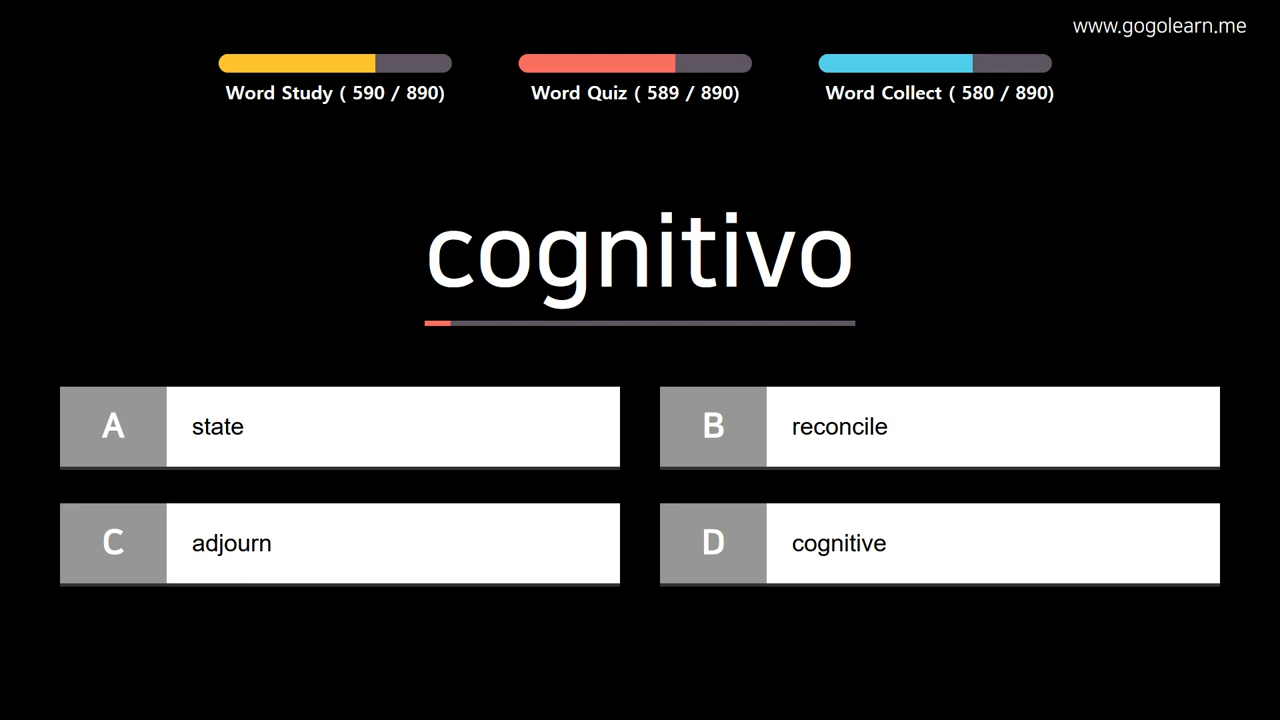 www.gogolearn.me
Word Study ( 590 / 890)
Word Quiz ( 589 / 890)
Word Collect ( 580 / 890)
cognitivo
A
state
B
reconcile
C
adjourn
D
cognitive